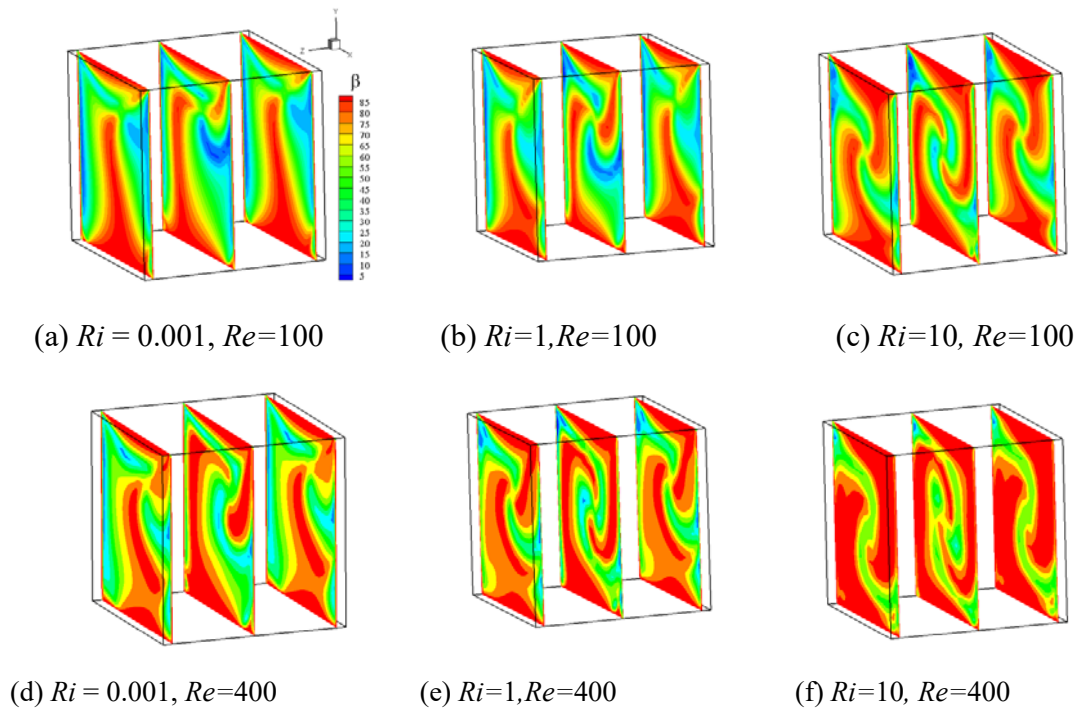 Y
Z
X
β
85
80
75
70
65
60
55
50
45
40
35
30
25
20
15
10
5
(a) Ri = 0.001, Re=100
(b) Ri=1,Re=100
(c) Ri=10, Re=100
(d) Ri = 0.001, Re=400
(e) Ri=1,Re=400
(f) Ri=10, Re=400